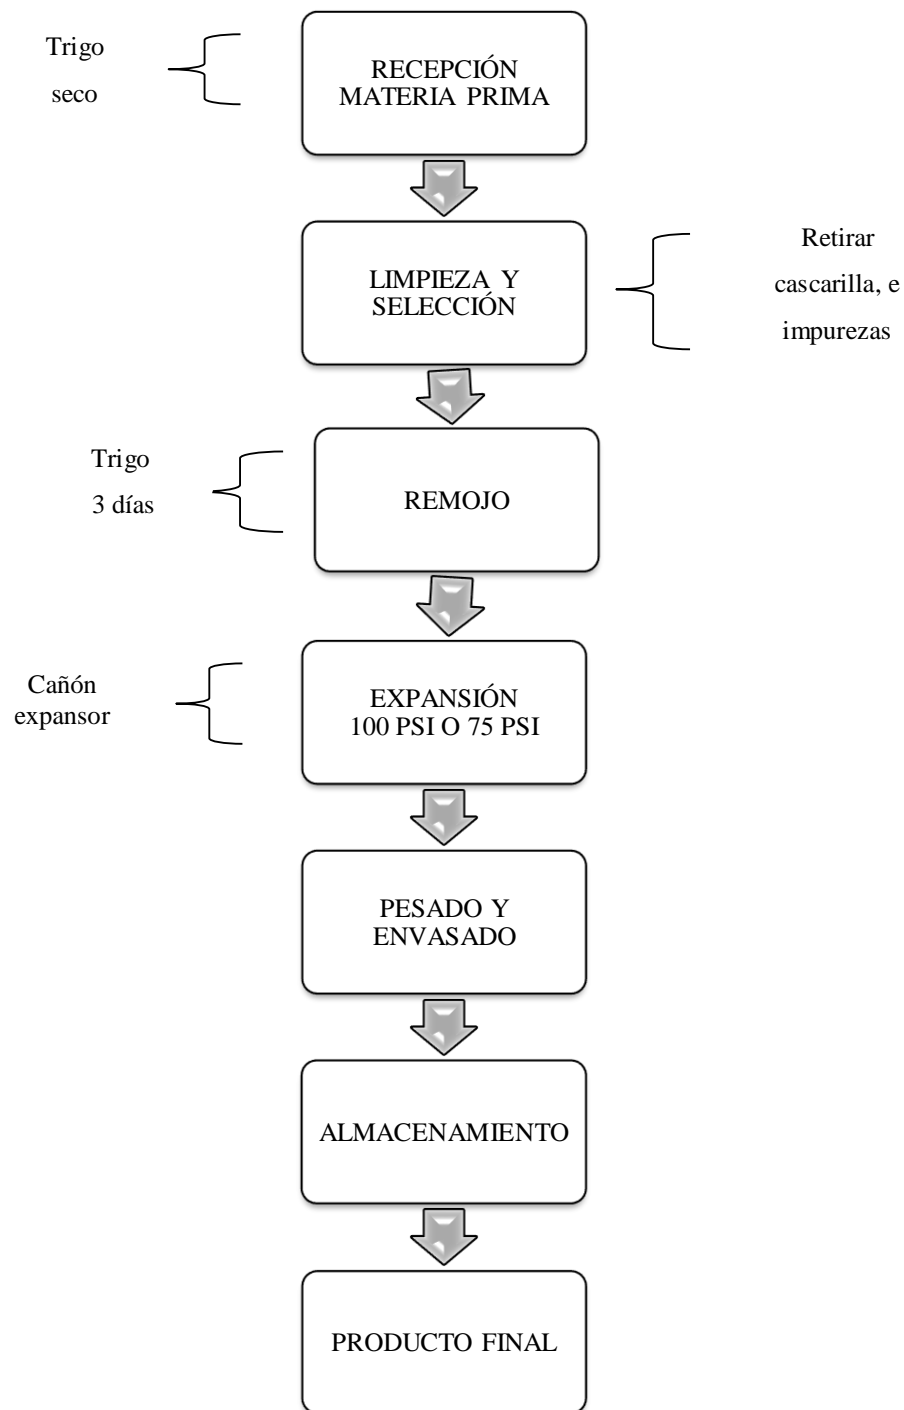 Trigo
seco
RECEPCIÓN
MATERIA PRIMA
LIMPIEZA Y
SELECCIÓN
Retirar
cascarilla, e
impurezas
Trigo
3 días
REMOJO
Cañón
expansor
EXPANSIÓN
100 PSI O 75 PSI
PESADO Y
ENVASADO
ALMACENAMIENTO
PRODUCTO FINAL